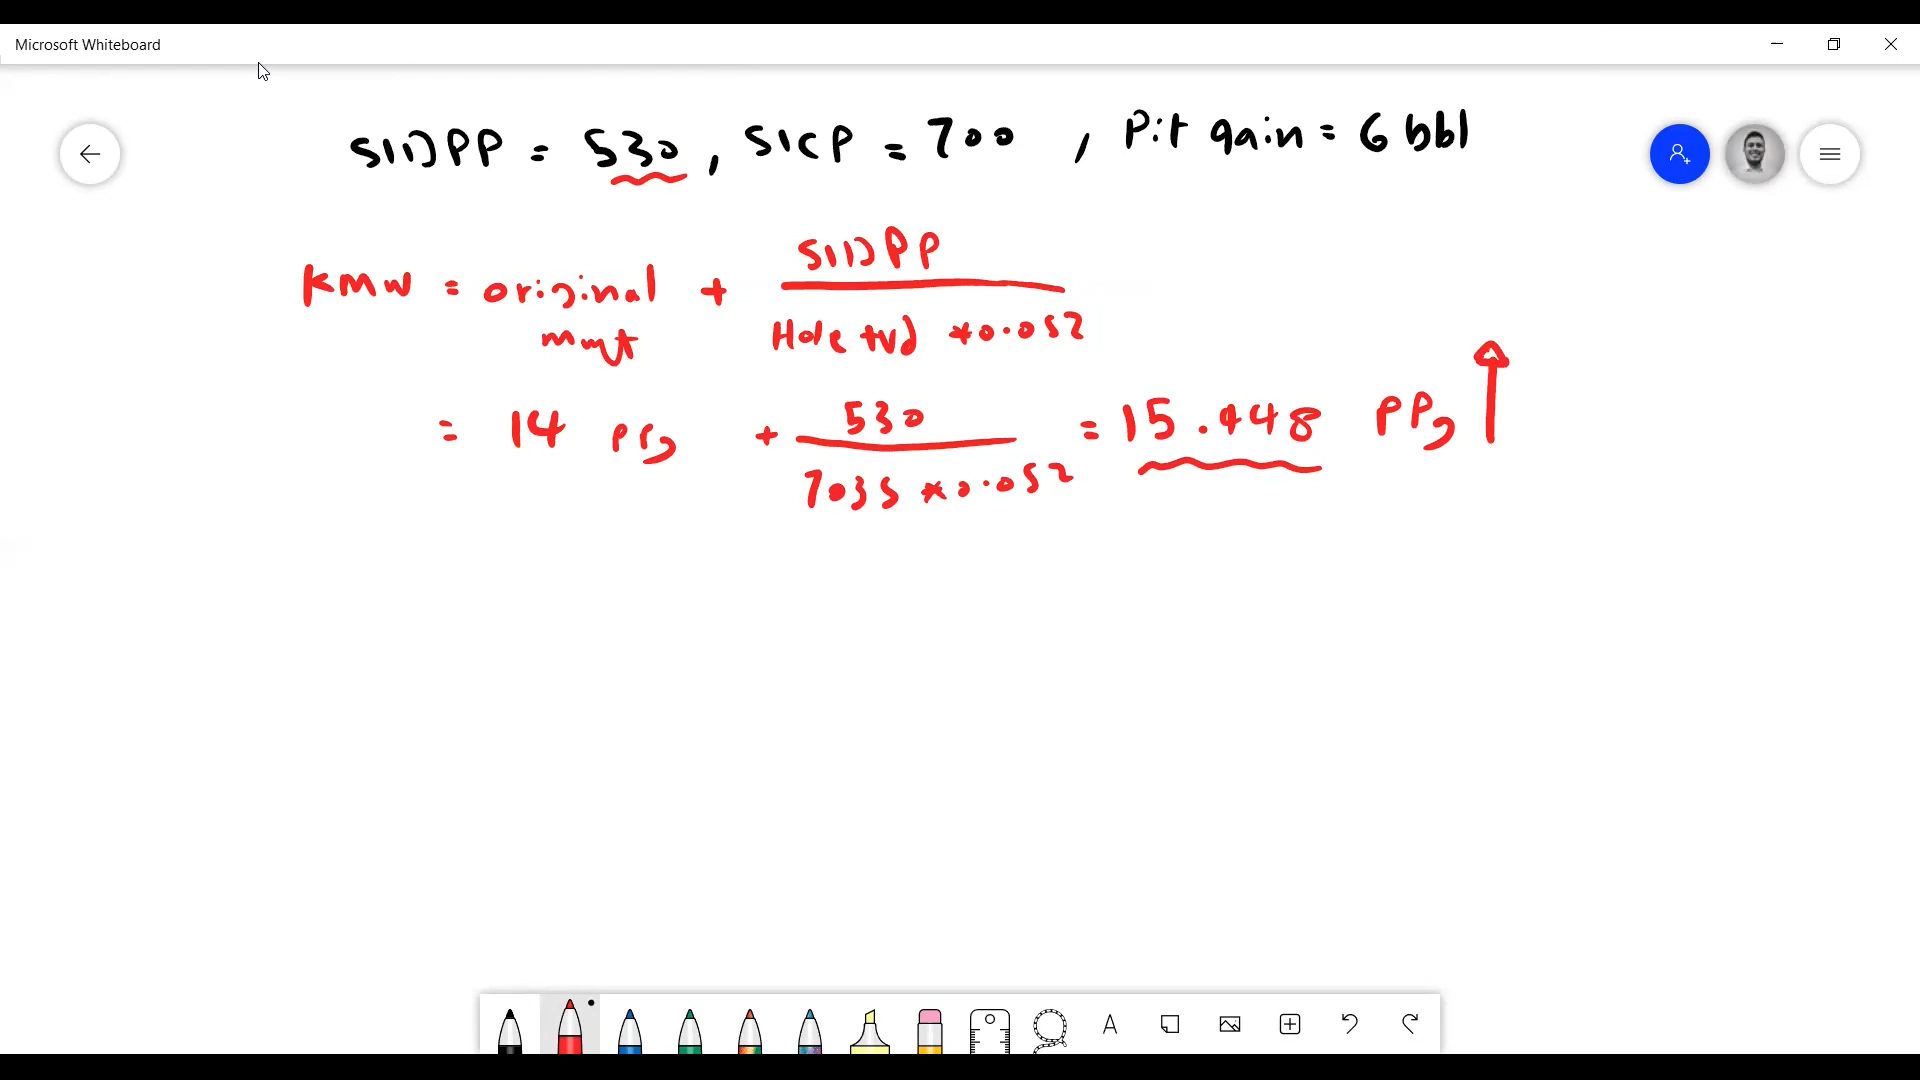 Microsoft Whiteboard
SIDPP = 530, SICP = 700, Pit gain = 6 bbl
KMW = original mwt + SIDPP / Hole tvd * 0.052
= 14 ppg + 530 / 7035 * 0.052 = 15.448 PPg ↑
A